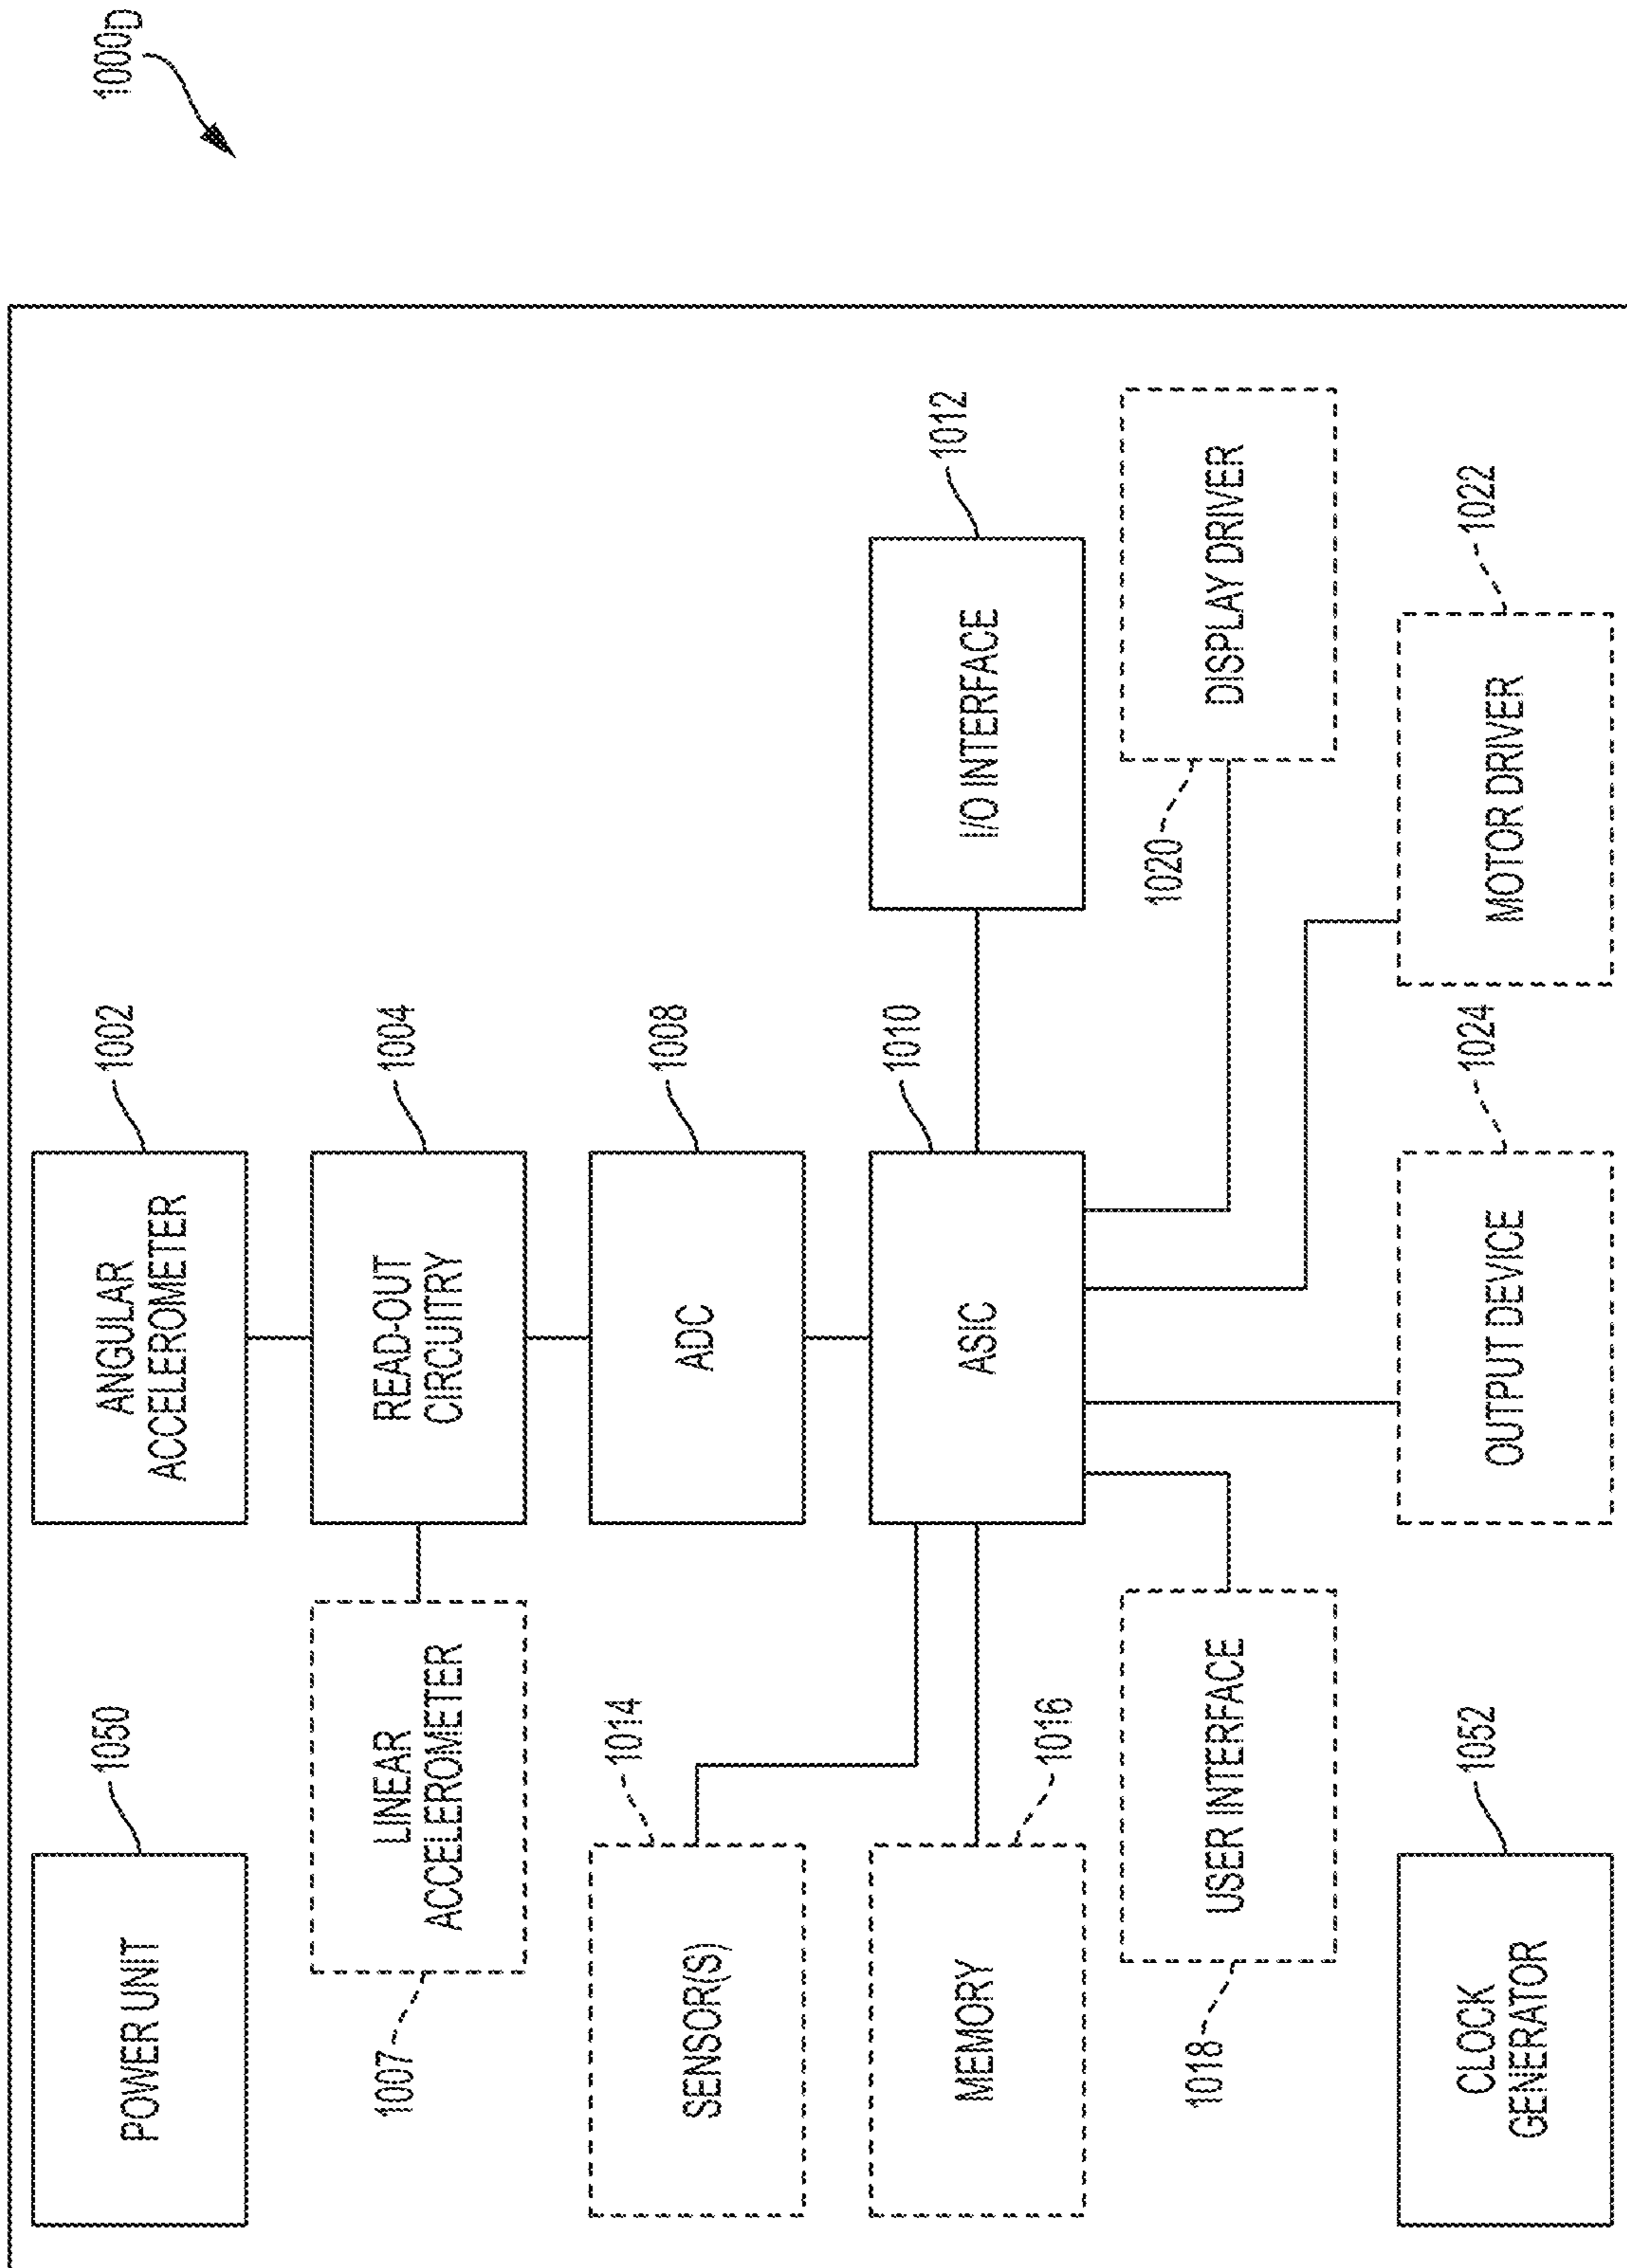 1000D
POWER UNIT
1050
ANGULAR
ACCELEROMETER
1002
LINEAR
ACCELEROMETER
1007
READ-OUT
CIRCUITRY
1004
SENSOR(S)
1014
ADC
1008
MEMORY
1016
ASIC
1010
I/O INTERFACE
1012
USER INTERFACE
1018
DISPLAY DRIVER
1020
CLOCK
GENERATOR
1052
OUTPUT DEVICE
1024
MOTOR DRIVER
1022